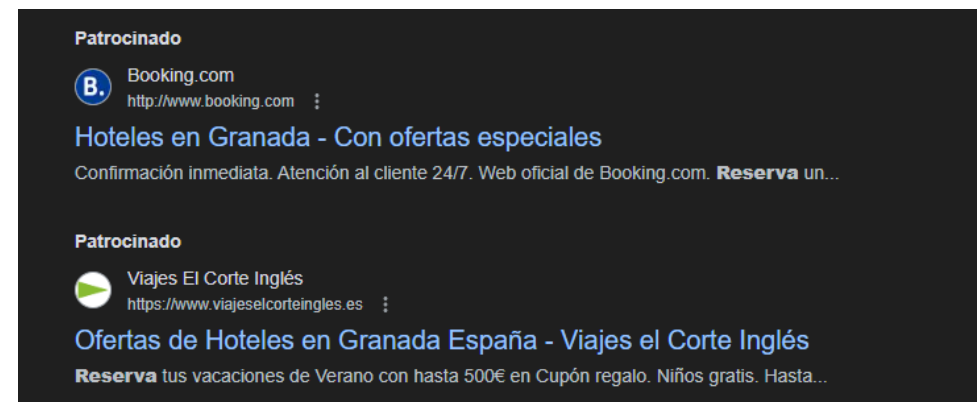 Patrocinado
B.
Booking.com
http://www.booking.com
Hoteles en Granada - Con ofertas especiales
Confirmación inmediata. Atención al cliente 24/7. Web oficial de Booking.com. Reserva un...
Patrocinado
Viajes El Corte Inglés
https://www.viajeselcorteingles.es
Ofertas de Hoteles en Granada España - Viajes el Corte Inglés
Reserva tus vacaciones de Verano con hasta 500€ en Cupón regalo. Niños gratis. Hasta...